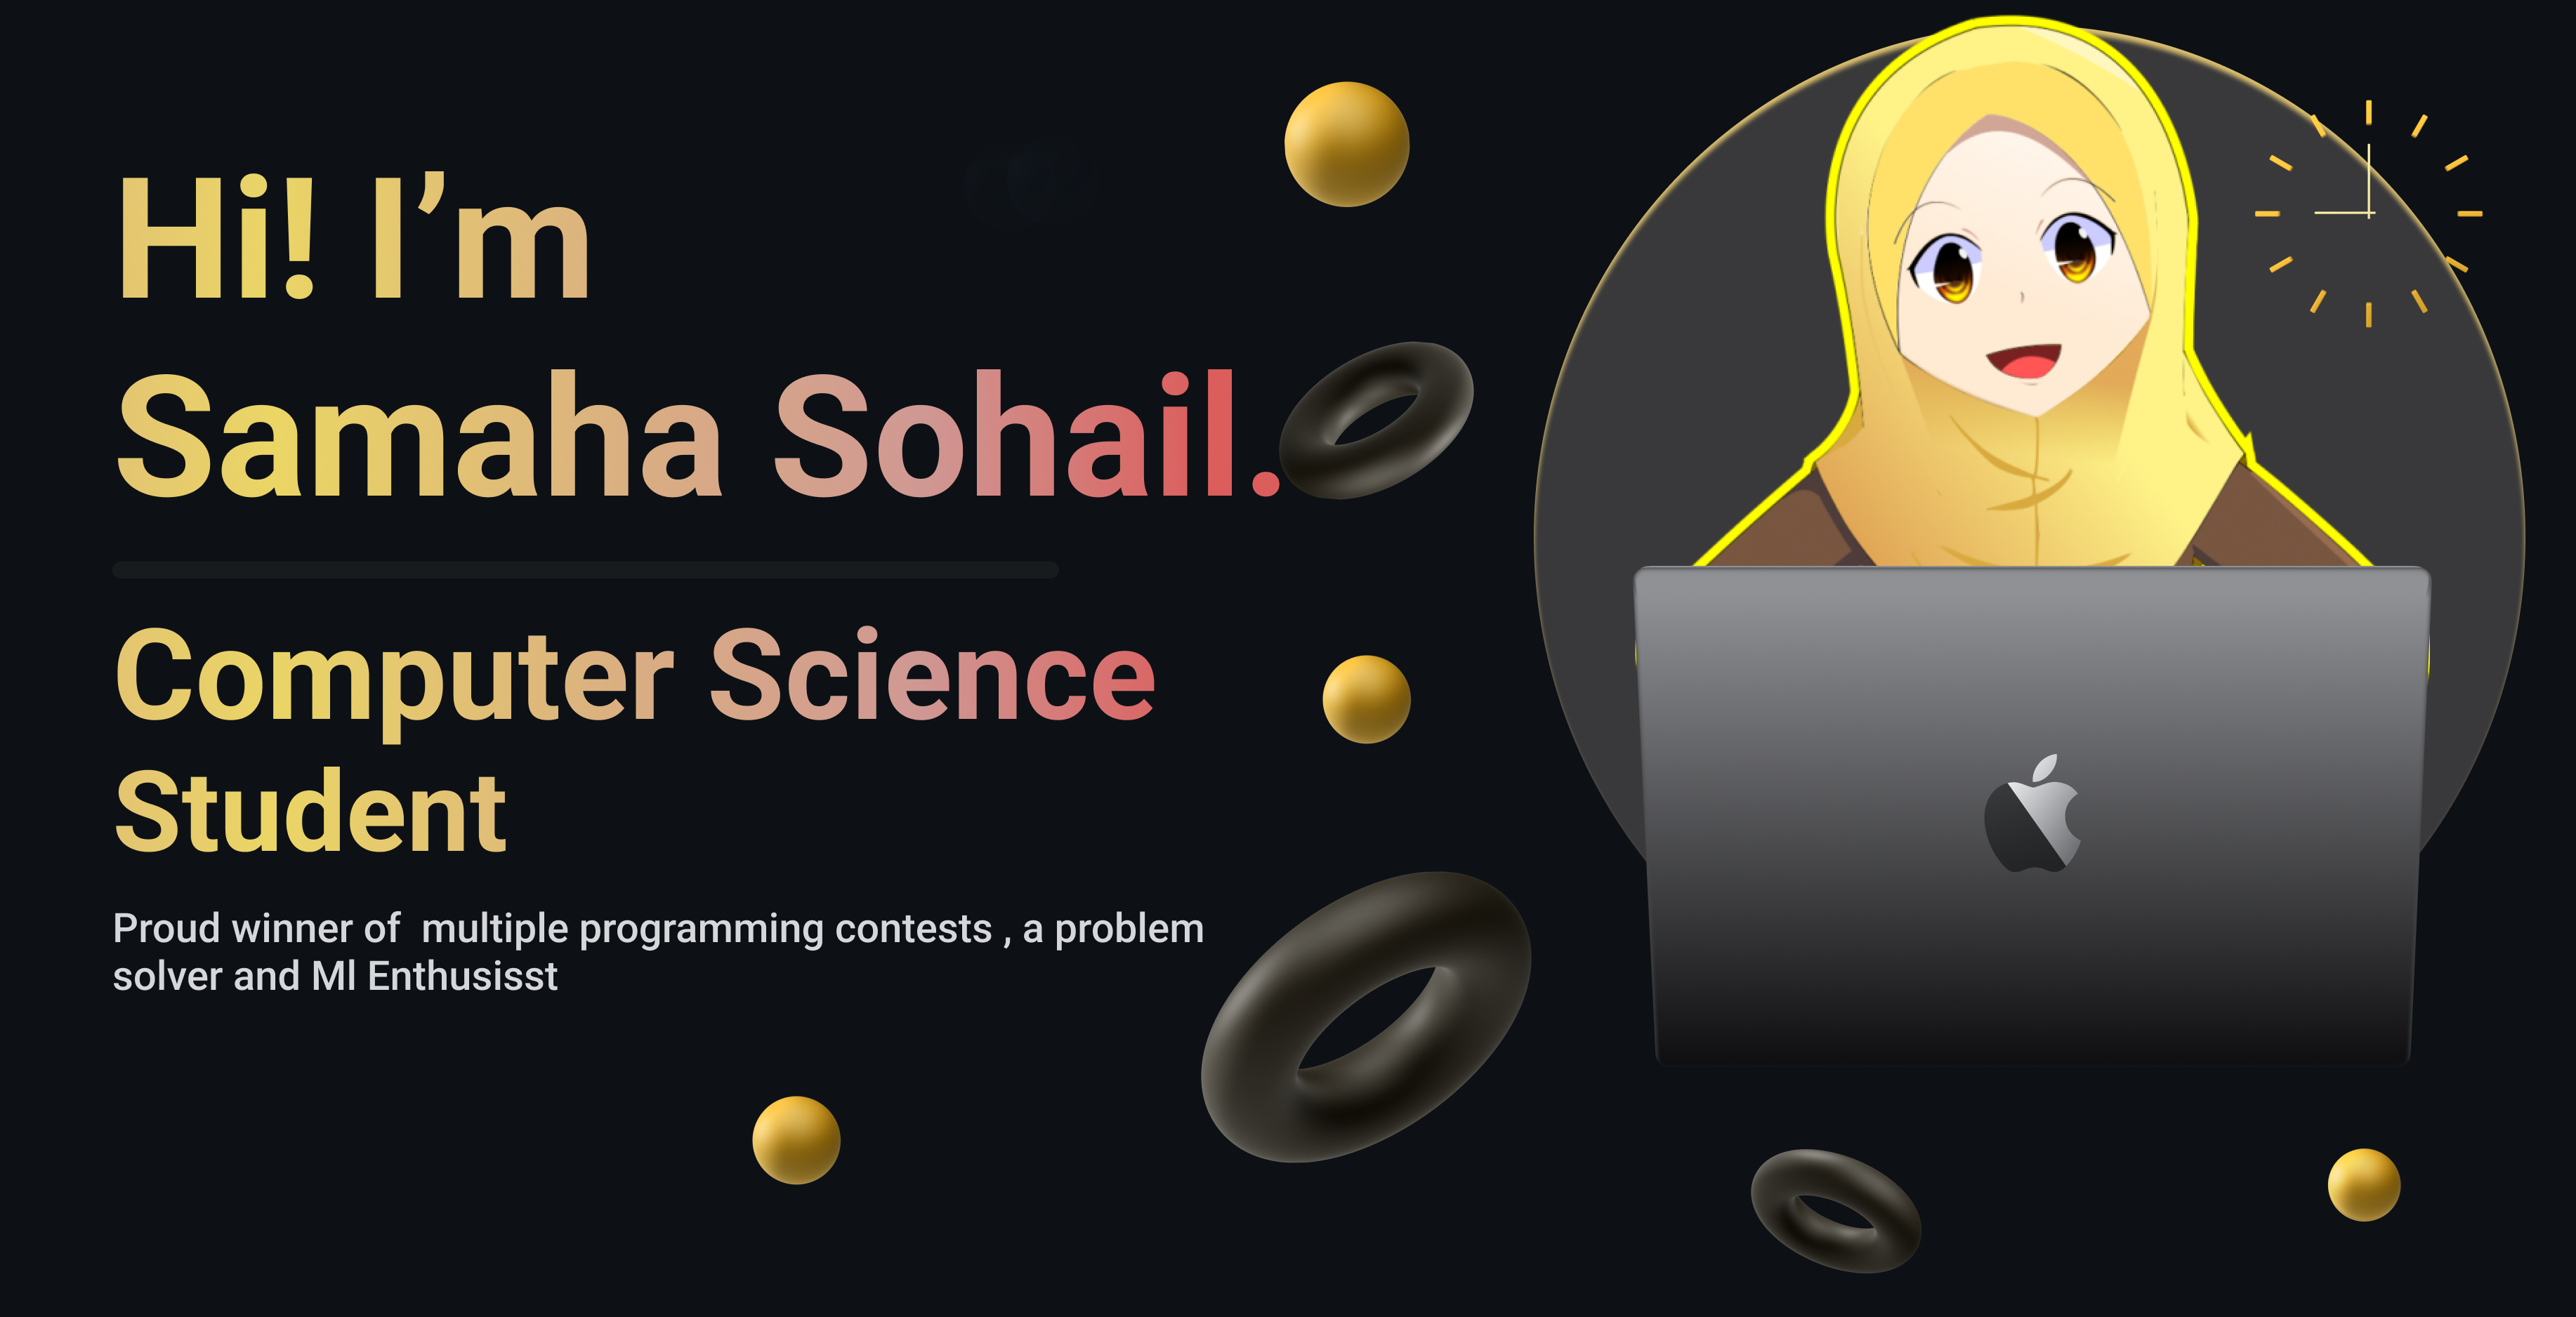 Hi! I’m
Samaha Sohail.
Computer Science
Student
Proud winner of  multiple programming contests , a problem
solver and Ml Enthusisst